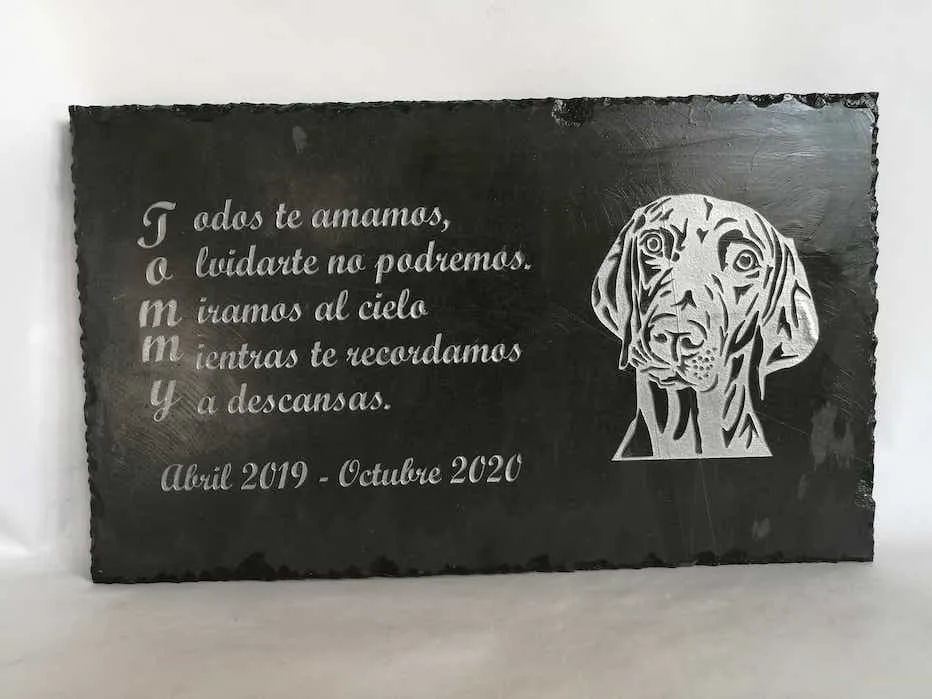 Todos te amamos,
olvidarte no podremos.
miramos al cielo
mientras te recordamos
ya descansas.
Abril 2019 - Octubre 2020